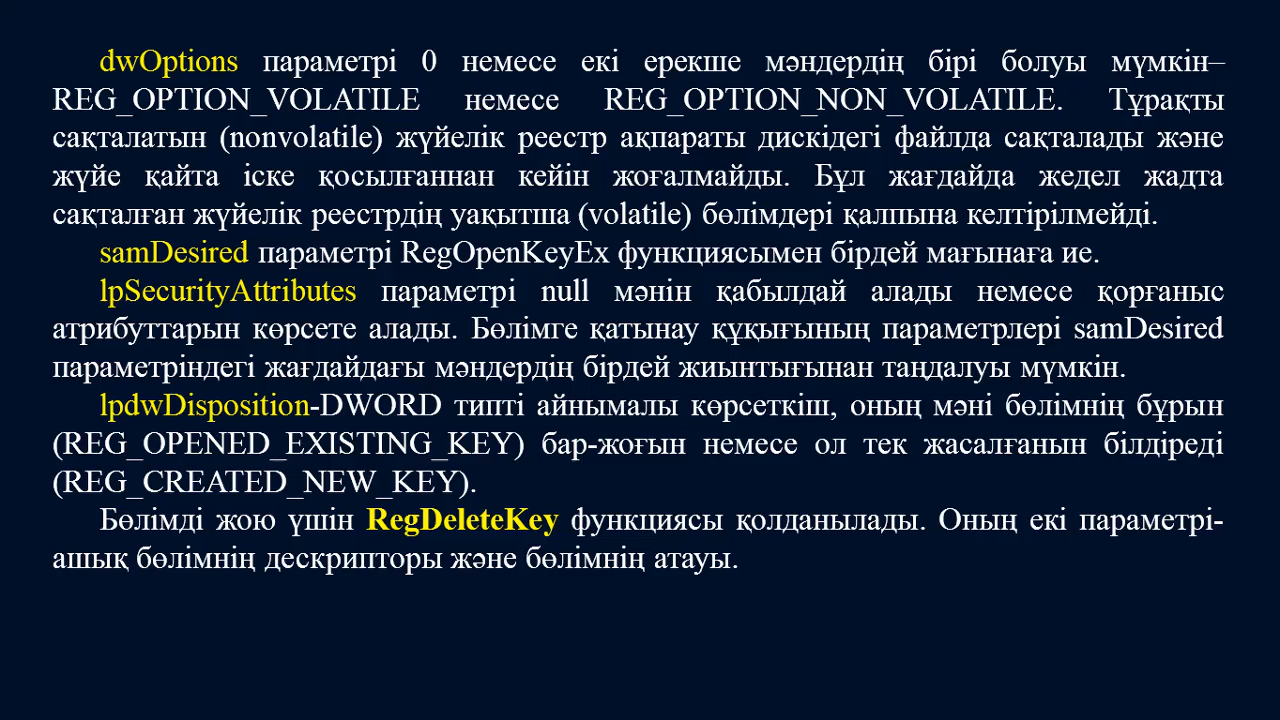 dwOptions параметрі 0 немесе екі ерекше мәндердің бірі болуы мүмкін–
REG_OPTION_VOLATILE немесе REG_OPTION_NON_VOLATILE. Тұрақты
сақталатын (nonvolatile) жүйелік реестр ақпараты дискідегі файлда сақталады және
жүйе қайта іске қосылғаннан кейін жоғалмайды. Бұл жағдайда жедел жадта
сақталған жүйелік реестрдің уақытша (volatile) бөлімдері қалпына келтірілмейді.
samDesired параметрі RegOpenKeyEx функциясымен бірдей мағынаға ие.
lpSecurityAttributes параметрі null мәнін қабылдай алады немесе қорғаныс
атрибуттарын көрсете алады. Бөлімге қатынау құқығының параметрлері samDesired
параметріндегі жағдайдағы мәндердің бірдей жиынтығынан таңдалуы мүмкін.
lpdwDisposition-DWORD типті айнымалы көрсеткіш, оның мәні бөлімнің бұрын
(REG_OPENED_EXISTING_KEY) бар-жоғын немесе ол тек жасалғанын білдіреді
(REG_CREATED_NEW_KEY).
Бөлімді жою үшін RegDeleteKey функциясы қолданылады. Оның екі параметрі-
ашық бөлімнің дескрипторы және бөлімнің атауы.